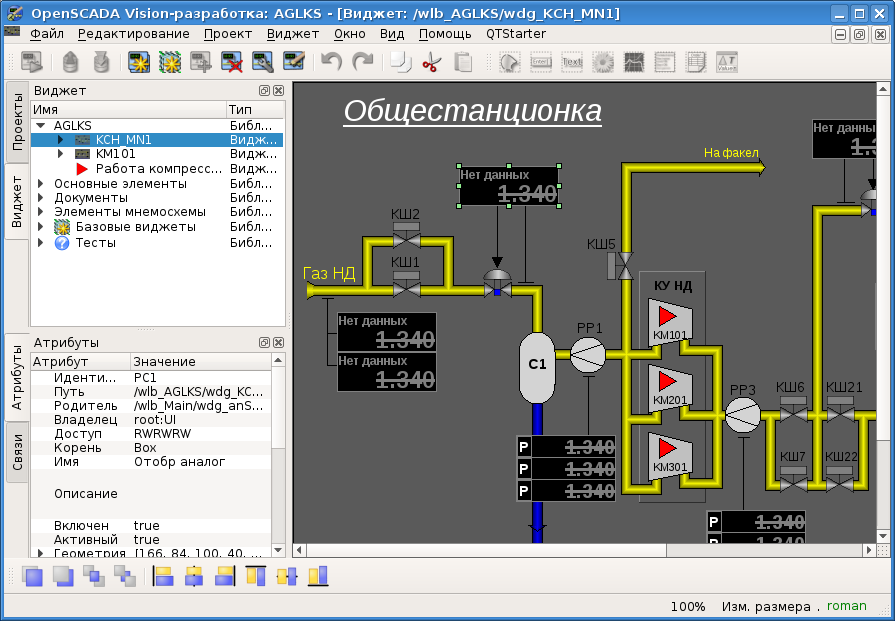 OpenSCADA Vision-разработка: AGLKS - [Виджет: /wlb_AGLKS/wdg_KCH_MN1]
Файл Редактирование Проект Виджет Окно Вид Помощь QTStarter
Проекты
Виджет
Атрибуты
Связи
Виджет
Имя Тип
AGLKS Библ...
KCH_MN1 Видж...
KM101 Видж...
Работа компресс... Видж...
Основные элементы Библ...
Документы Библ...
Элементы мнемосхемы Библ...
Базовые виджеты Библ...
Тесты Библ...
Атрибуты
Атрибут Значение
Иденти... PC1
Путь /wlb_AGLKS/wdg_KC...
Родитель /wlb_Main/wdg_anS...
Владелец root:UI
Доступ RWRWRW
Корень Box
Имя Отобр аналог
Описание
Включен true
Активный true
Геометрия [166, 84, 100, 40, ...
Общестанционка
На факел
Нет данны
1.3
Нет данных
1.340
КШ2
КШ1
КШ5
Газ НД
КУ НД
Нет данных
1.340
Нет данных
1.340
С1
PP1
KM101
KM201
KM301
PP3
КШ6
КШ21
КШ7
КШ22
P 1.340
P 1.340
P 1.340
P 1.340
P 1.340
100% Изм. размера . roman